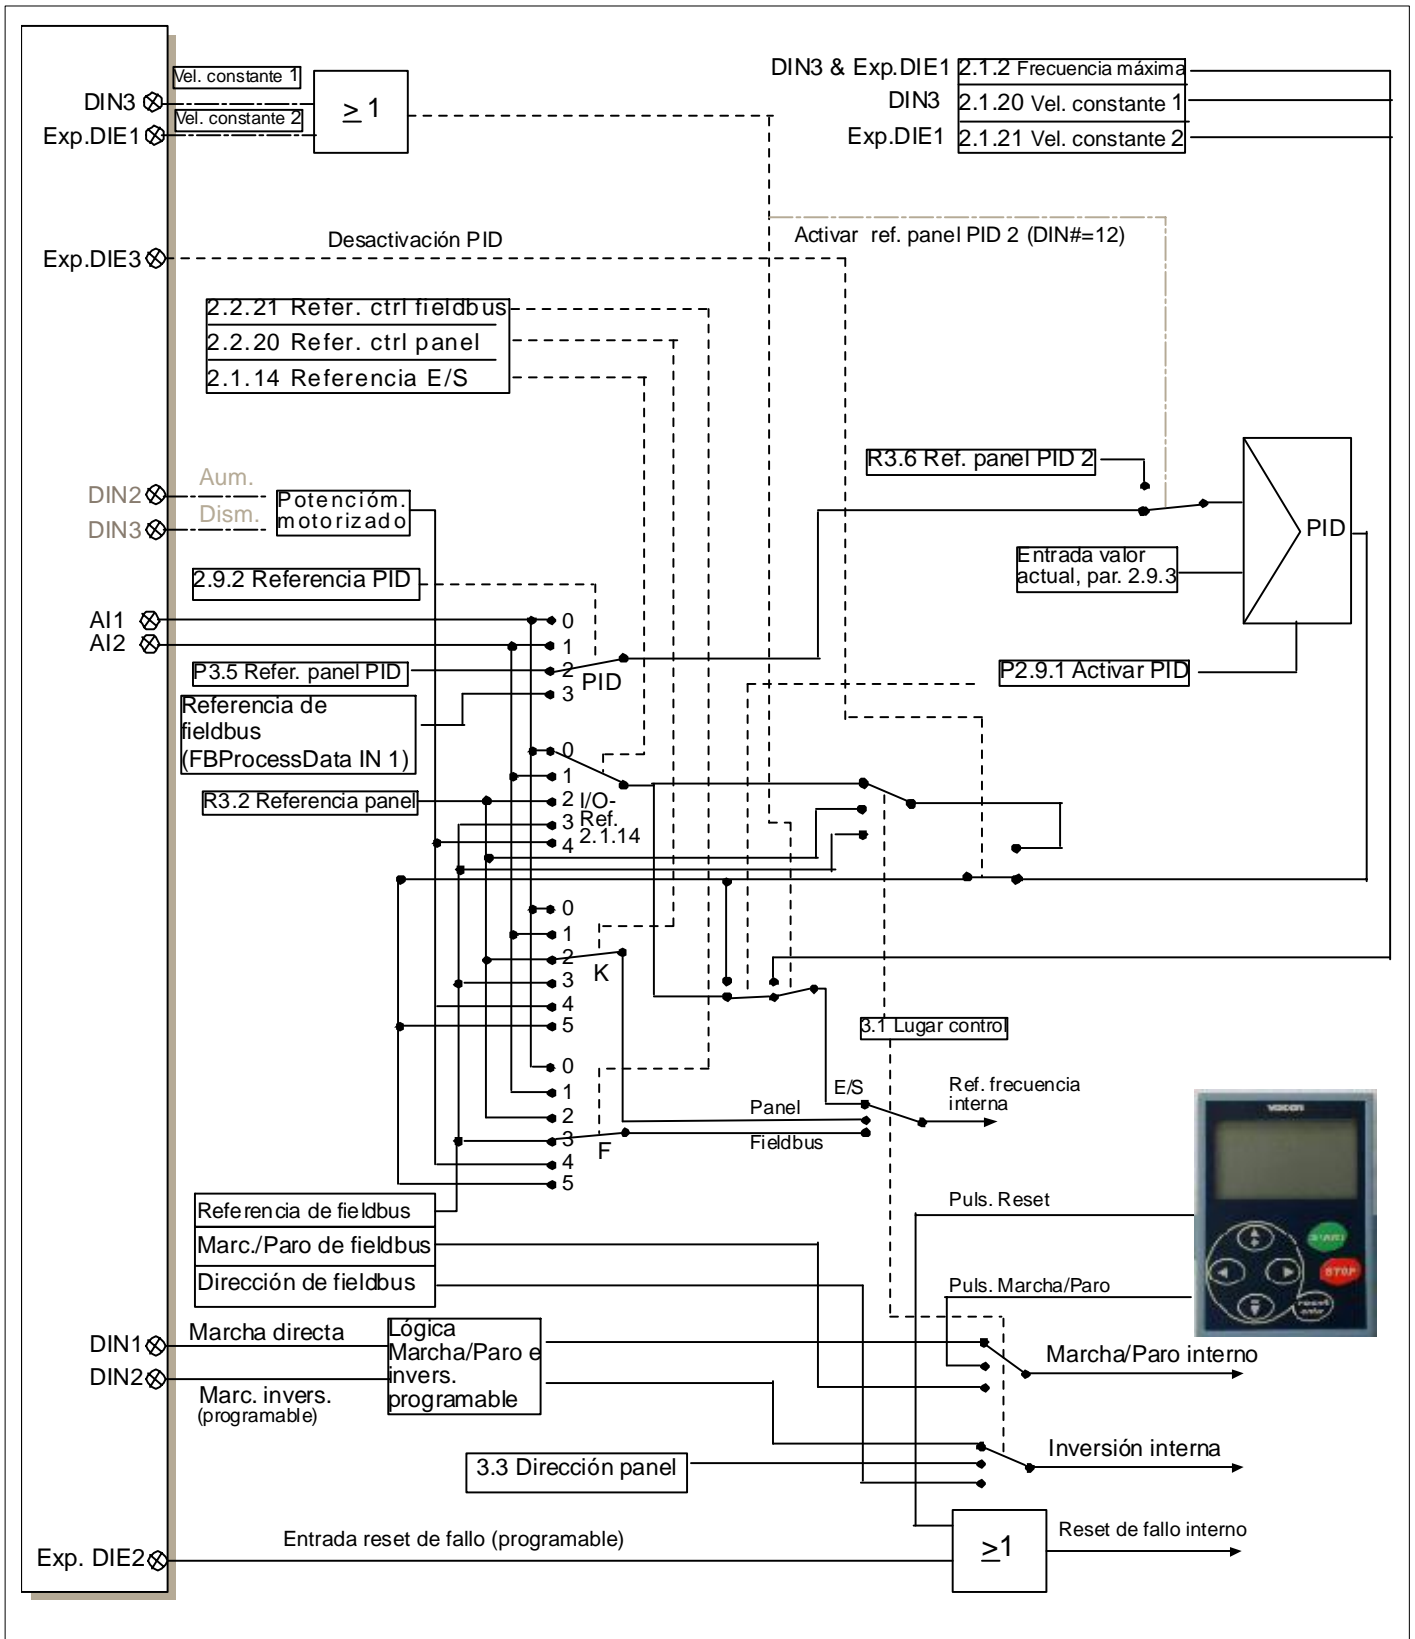 Vel. constante 1
DIN3
Vel. constante 2
Exp.DIE1
≥ 1
DIN3 & Exp.DIE1 2.1.2 Frecuencia máxima
DIN3 2.1.20 Vel. constante 1
Exp.DIE1 2.1.21 Vel. constante 2
Desactivación PID
Activar ref. panel PID 2 (DIN#=12)
Exp.DIE3
2.2.21 Refer. ctrl fieldbus
2.2.20 Refer. ctrl panel
2.1.14 Referencia E/S
R3.6 Ref. panel PID 2
Aum.
DIN2
Dism.
DIN3
Potencióm.
motorizado
PID
Entrada valor
actual, par. 2.9.3
2.9.2 Referencia PID
AI1
AI2
0
1
2
3
PID
P3.5 Refer. panel PID
P2.9.1 Activar PID
Referencia de
fieldbus
(FBProcessData IN 1)
R3.2 Referencia panel
0
1
2
3
4
I/O-
Ref.
2.1.14
0
1
2
3
4
5
K
3.1 Lugar control
0
1
2
3
4
5
F
E/S
Panel
Fieldbus
Ref. frecuencia
interna
Referencia de fieldbus
Marc./Paro de fieldbus
Dirección de fieldbus
Puls. Reset
Puls. Marcha/Paro
vacon
START
STOP
reset
enter
DIN1
Marcha directa
DIN2
Marc. invers.
(programable)
Lógica
Marcha/Paro e
invers.
programable
Marcha/Paro interno
3.3 Dirección panel
Inversión interna
Exp. DIE2
Entrada reset de fallo (programable)
≥1
Reset de fallo interno